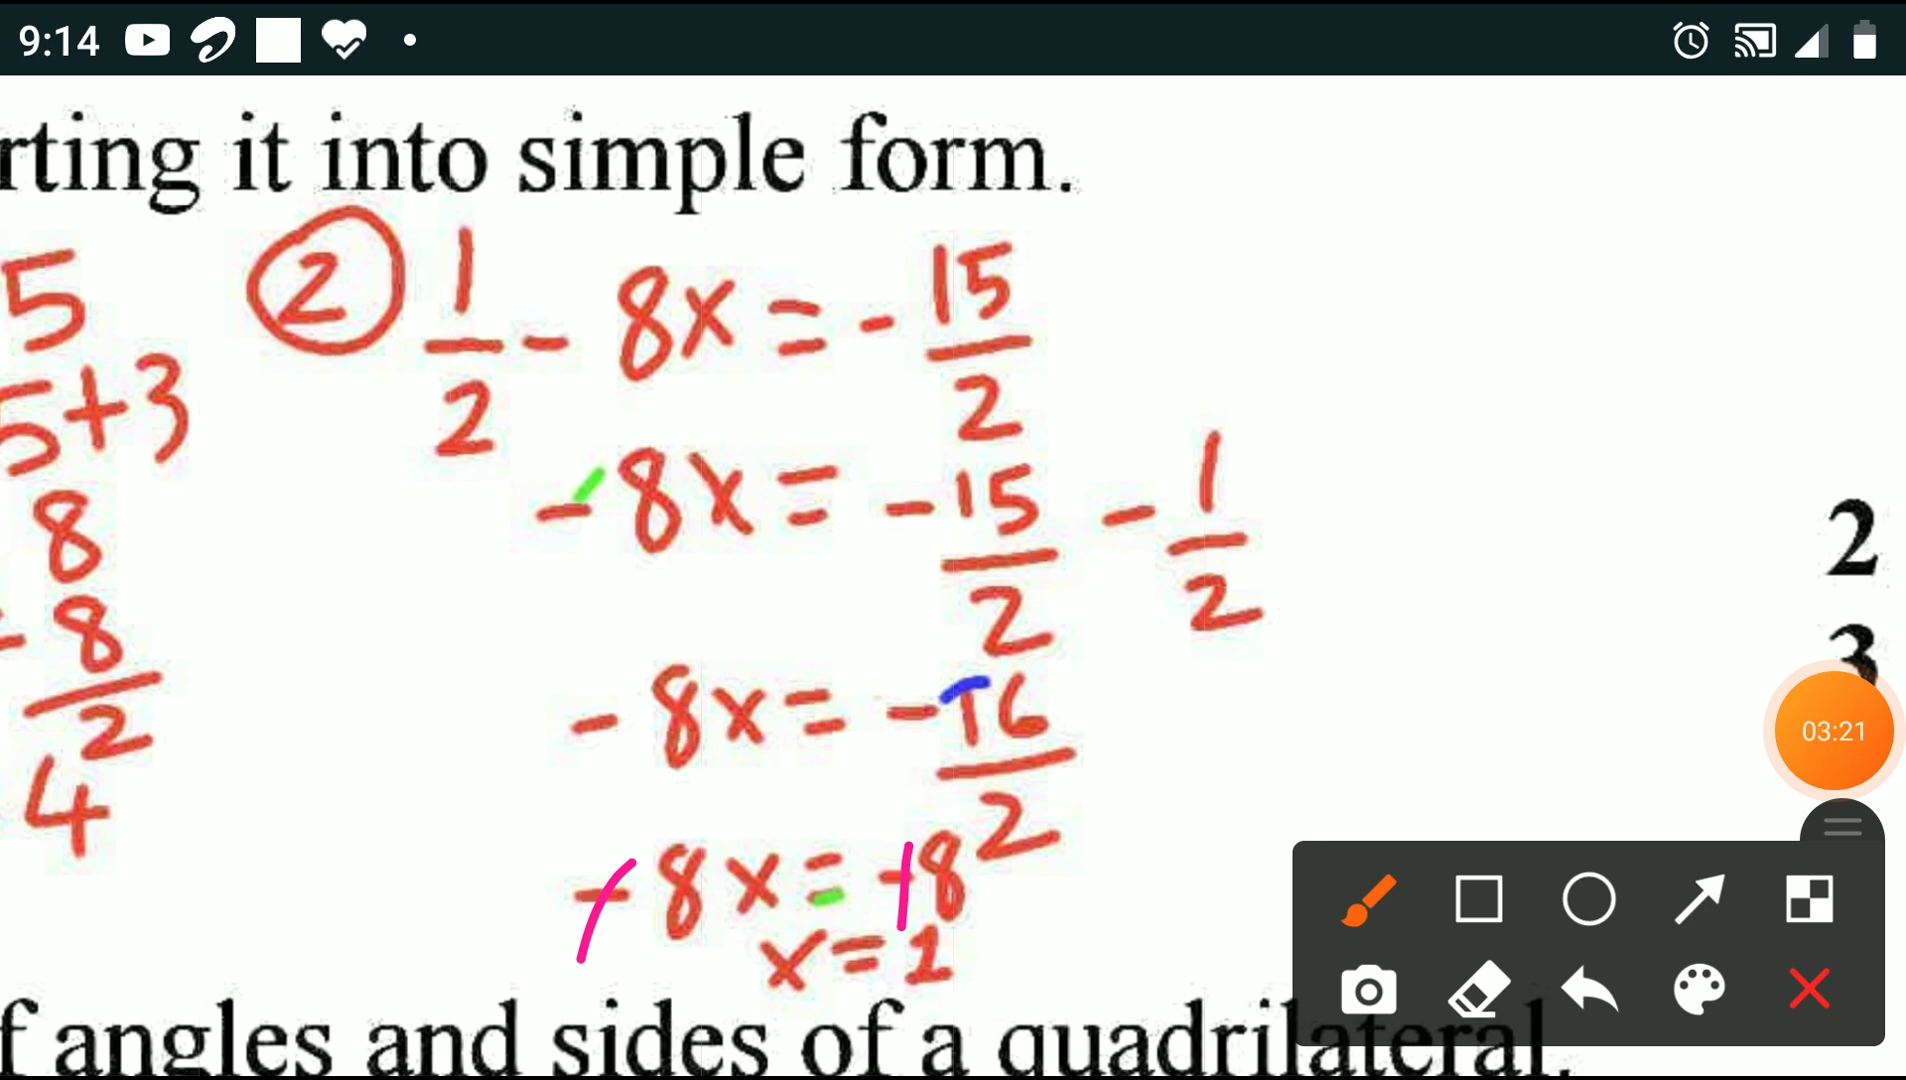 9:14
rting it into simple form.
5
5+3
8
8/2
4
② 1/2 - 8x = - 15/2
- 8x = - 15/2 - 1/2
- 8x = - 16/2
- 8x = - 8
x = 1
2
3
03:21
f angles and sides of a quadrilateral.